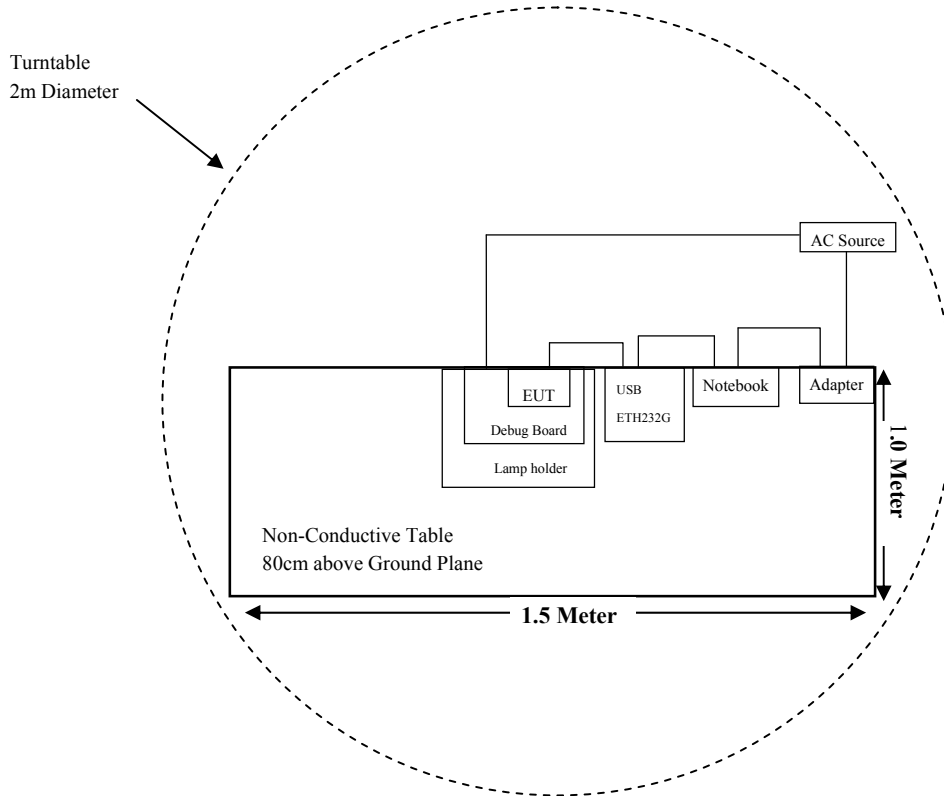 Turntable
2m Diameter
AC Source
EUT
USB
ETH232G
Notebook
Adapter
Debug Board
Lamp holder
1.0 Meter
Non-Conductive Table
80cm above Ground Plane
1.5 Meter